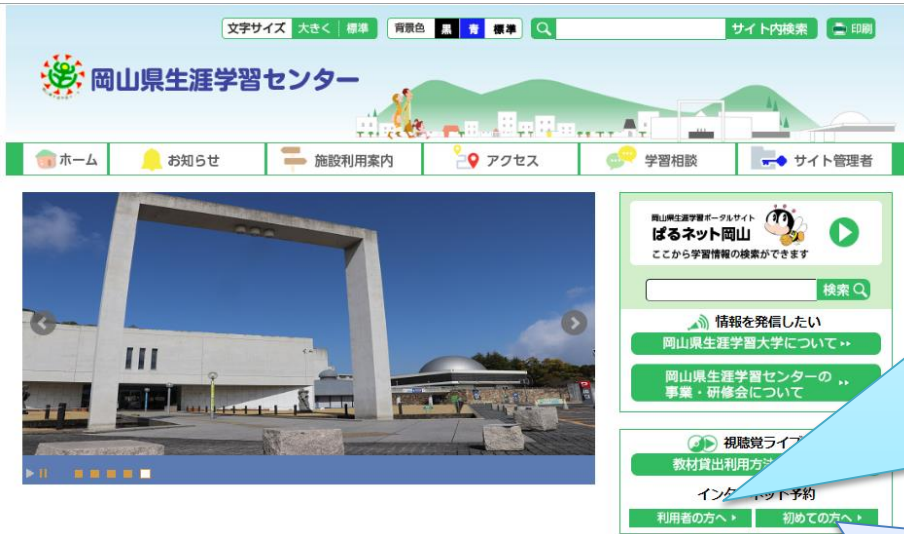 文字サイズ 大きく 標準 背景色 黒 青 標準 サイト内検索 印刷
岡山県生涯学習センター
ホーム お知らせ 施設利用案内 アクセス 学習相談 サイト管理者
岡山県生涯学習ポータルサイト
ぱるネット岡山
ここから学習情報の検索ができます
検索
情報を発信したい
岡山県生涯学習大学について
岡山県生涯学習センターの
事業・研修会について
視聴覚ライブ
教材貸出利用方法
インターネット予約
利用者の方へ 初めての方へ